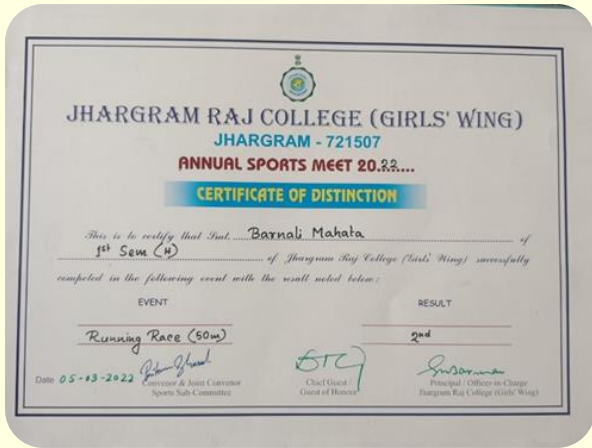 JHARGRAM RAJ COLLEGE (GIRLS' WING)
JHARGRAM - 721507
ANNUAL SPORTS MEET 20.22....
CERTIFICATE OF DISTINCTION
This is to certify that Smt. Barnali Mahata of
1st Sem (H) of Jhargram Raj College (Girls' Wing) successfully
competed in the following event with the result noted below :
EVENT RESULT
Running Race (50m) 2nd
Date 05-03-2022 Convenor & Joint Convenor Chief Guest / Principal / Officer-in-Charge
Sports Sub-Committee Guest of Honour Jhargram Raj College (Girls' Wing)